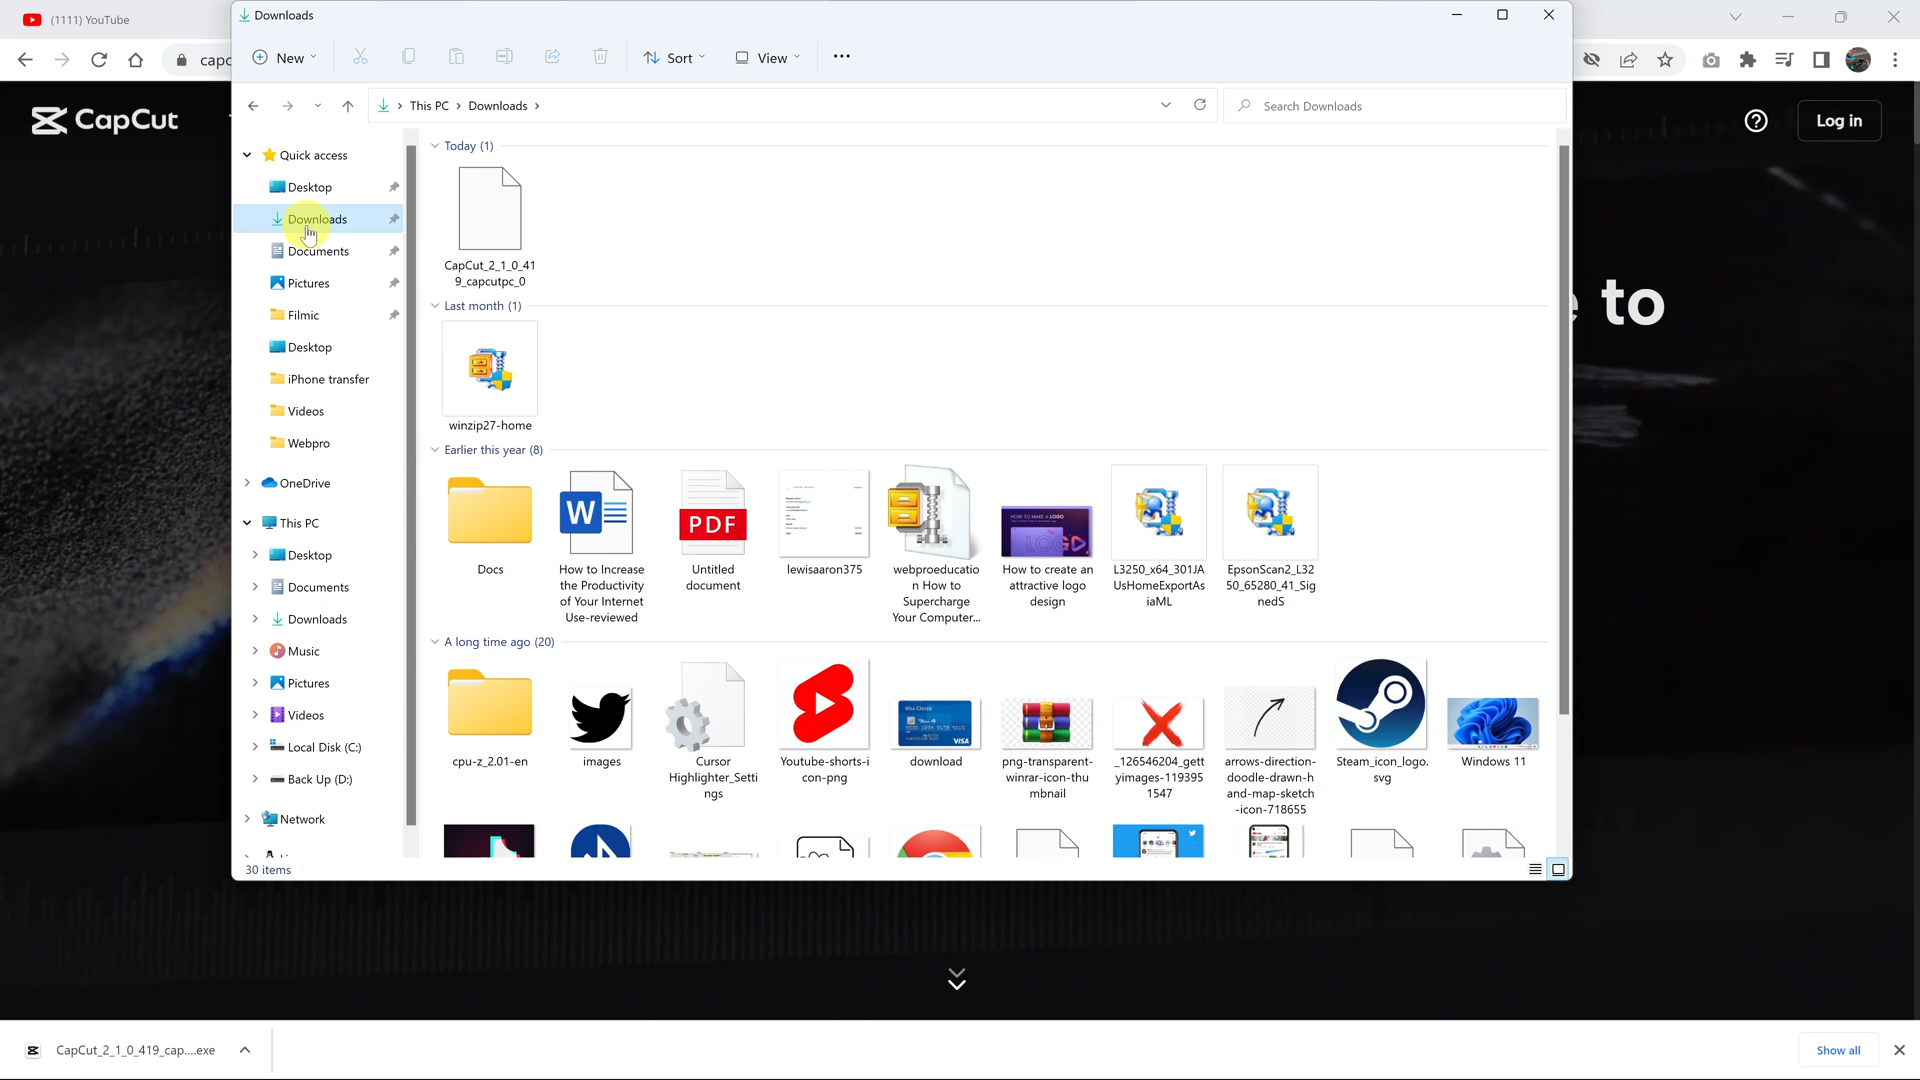 (1111) YouTube
Downloads
New
Sort
View
capc
This PC
Downloads
Search Downloads
CapCut
Log in
e to
Quick access
Desktop
Downloads
Documents
Pictures
Filmic
Desktop
iPhone transfer
Videos
Webpro
OneDrive
This PC
Desktop
Documents
Downloads
Music
Pictures
Videos
Local Disk (C:)
Back Up (D:)
Network
Today (1)
CapCut_2_1_0_41
9_capcutpc_0
Last month (1)
winzip27-home
Earlier this year (8)
W
PDF
HOW TO MAKE A LOGO
LOGO
Docs
How to Increase
the Productivity
of Your Internet
Use-reviewed
Untitled
document
lewisaaron375
webproeducatio
n How to
Supercharge
Your Computer...
How to create an
attractive logo
design
L3250_x64_301JA
UsHomeExportAs
iaML
EpsonScan2_L32
50_65280_41_Sig
nedS
A long time ago (20)
VISA
cpu-z_2.01-en
images
Cursor
Highlighter_Setti
ngs
Youtube-shorts-i
con-png
download
png-transparent-
winrar-icon-thu
mbnail
_126546204_gett
yimages-119395
1547
arrows-direction-
doodle-drawn-h
and-map-sketch
-icon-718655
Steam_icon_logo.
svg
Windows 11
30 items
CapCut_2_1_0_419_cap....exe
Show all